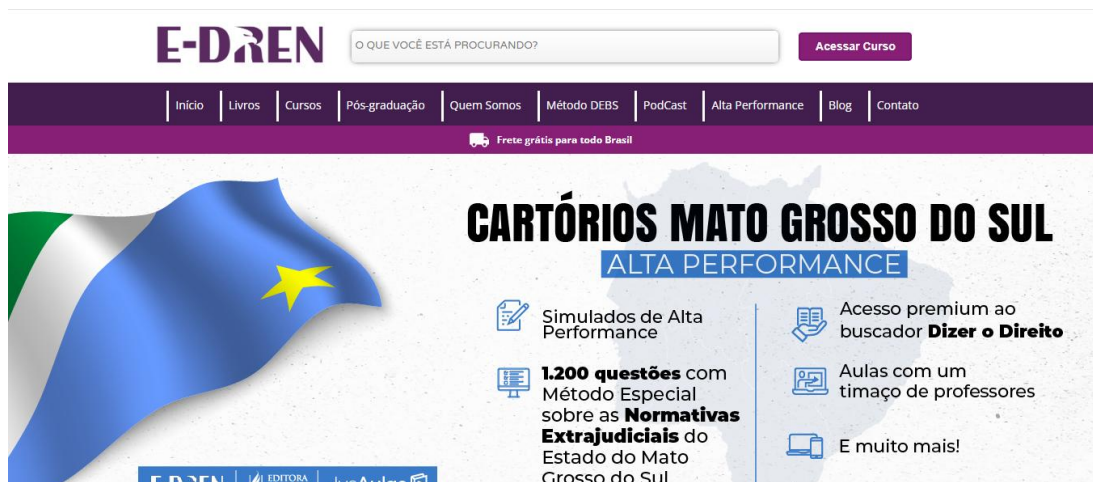 E-DREN
O QUE VOCÊ ESTÁ PROCURANDO?
Acessar Curso
Início
Livros
Cursos
Pós-graduação
Quem Somos
Método DEBS
PodCast
Alta Performance
Blog
Contato
Frete grátis para todo Brasil
CARTÓRIOS MATO GROSSO DO SUL
ALTA PERFORMANCE
Simulados de Alta
Performance
1.200 questões com
Método Especial
sobre as Normativas
Extrajudiciais do
Estado do Mato
Grosso do Sul
Acesso premium ao
buscador Dizer o Direito
Aulas com um
timaço de professores
E muito mais!
E-DREN
EDITORA